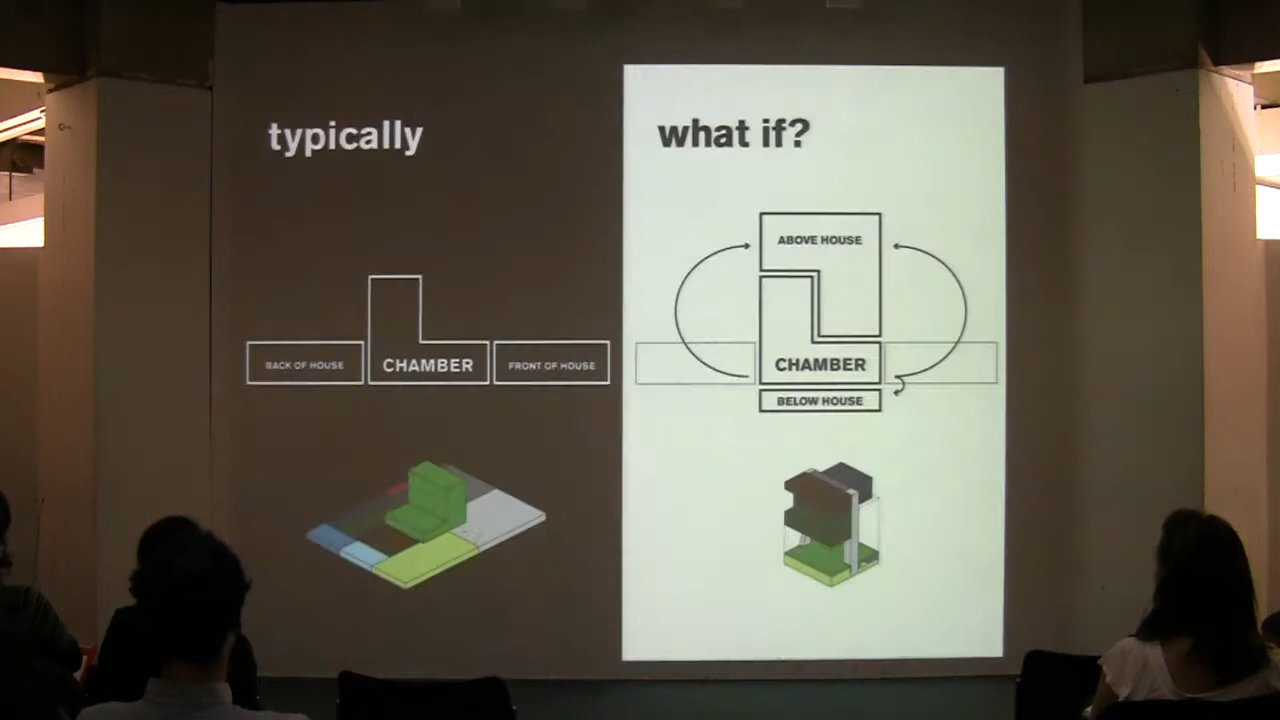 typically
BACK OF HOUSE
CHAMBER
FRONT OF HOUSE
what if?
ABOVE HOUSE
CHAMBER
BELOW HOUSE